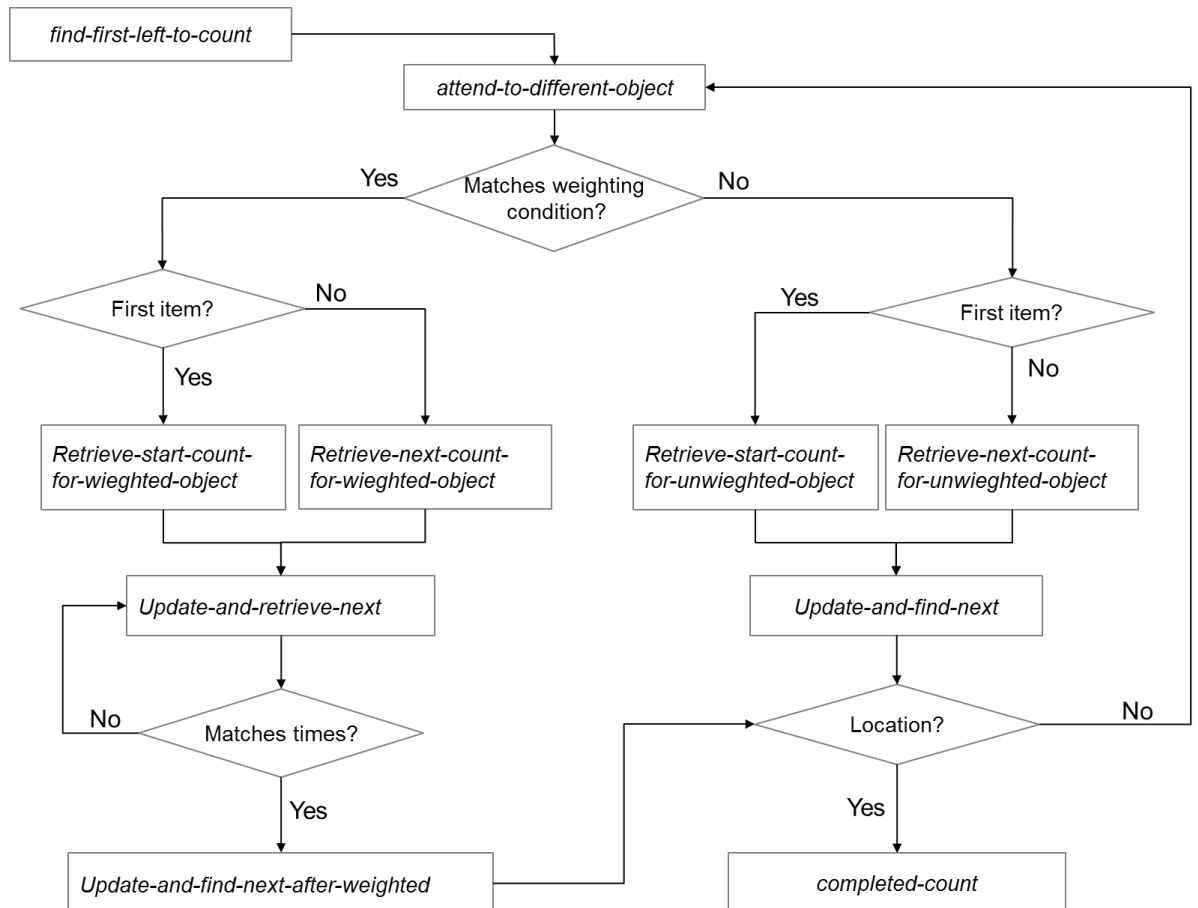 find-first-left-to-count
attend-to-different-object
Matches weighting
condition?
Yes
No
First item?
No
Yes
First item?
Yes
No
Retrieve-start-count-
for-wieghted-object
Retrieve-next-count-
for-wieghted-object
Retrieve-start-count-
for-unwieghted-object
Retrieve-next-count-
for-unwieghted-object
Update-and-retrieve-next
Update-and-find-next
Matches times?
No
Yes
Location?
No
Yes
Update-and-find-next-after-weighted
completed-count